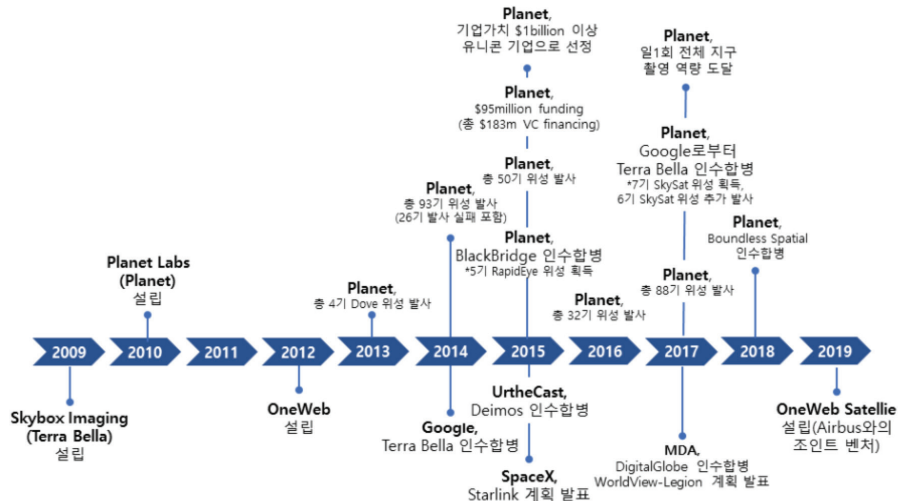 Planet,
기업가치 $1billion 이상
유니콘 기업으로 선정
Planet,
일1회 전체 지구
촬영 역량 도달
Planet,
$95million funding
(총 $183m VC financing)
Planet,
Google로부터
Terra Bella 인수합병
*7기 SkySat 위성 획득,
6기 SkySat 위성 추가 발사
Planet,
총 50기 위성 발사
Planet,
총 93기 위성 발사
(26기 발사 실패 포함)
Planet,
Boundless Spatial
인수합병
Planet,
BlackBridge 인수합병
*5기 RapidEye 위성 획득
Planet Labs
(Planet)
설립
Planet,
총 4기 Dove 위성 발사
Planet,
총 32기 위성 발사
Planet,
총 88기 위성 발사
2009
2010
2011
2012
2013
2014
2015
2016
2017
2018
2019
Skybox Imaging
(Terra Bella)
설립
OneWeb
설립
Google,
Terra Bella 인수합병
UrtheCast,
Deimos 인수합병
SpaceX,
Starlink 계획 발표
MDA,
DigitalGlobe 인수합병
WorldView-Legion 계획 발표
OneWeb Satellie
설립(Airbus와의
조인트 벤처)